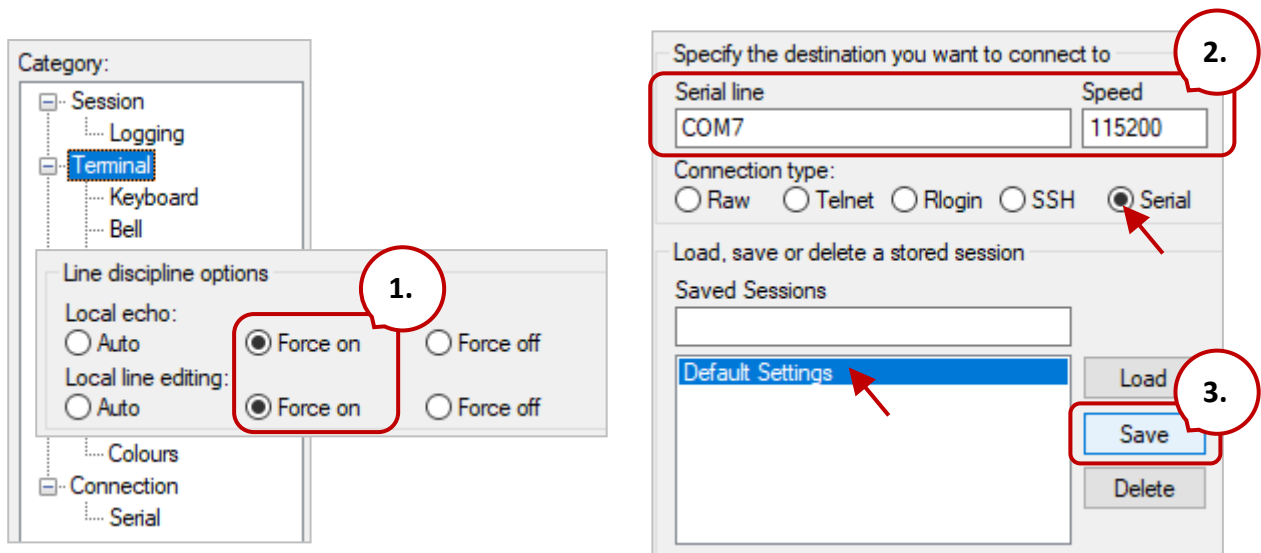 Category:
Session
Logging
Terminal
Keyboard
Bell
Line discipline options
1.
Local echo:
Auto Force on Force off
Local line editing:
Auto Force on Force off
Colours
Connection
Serial
Specify the destination you want to connect to
2.
Serial line Speed
COM7 115200
Connection type:
Raw Telnet Rlogin SSH Serial
Load, save or delete a stored session
Saved Sessions
Default Settings
Load
3.
Save
Delete